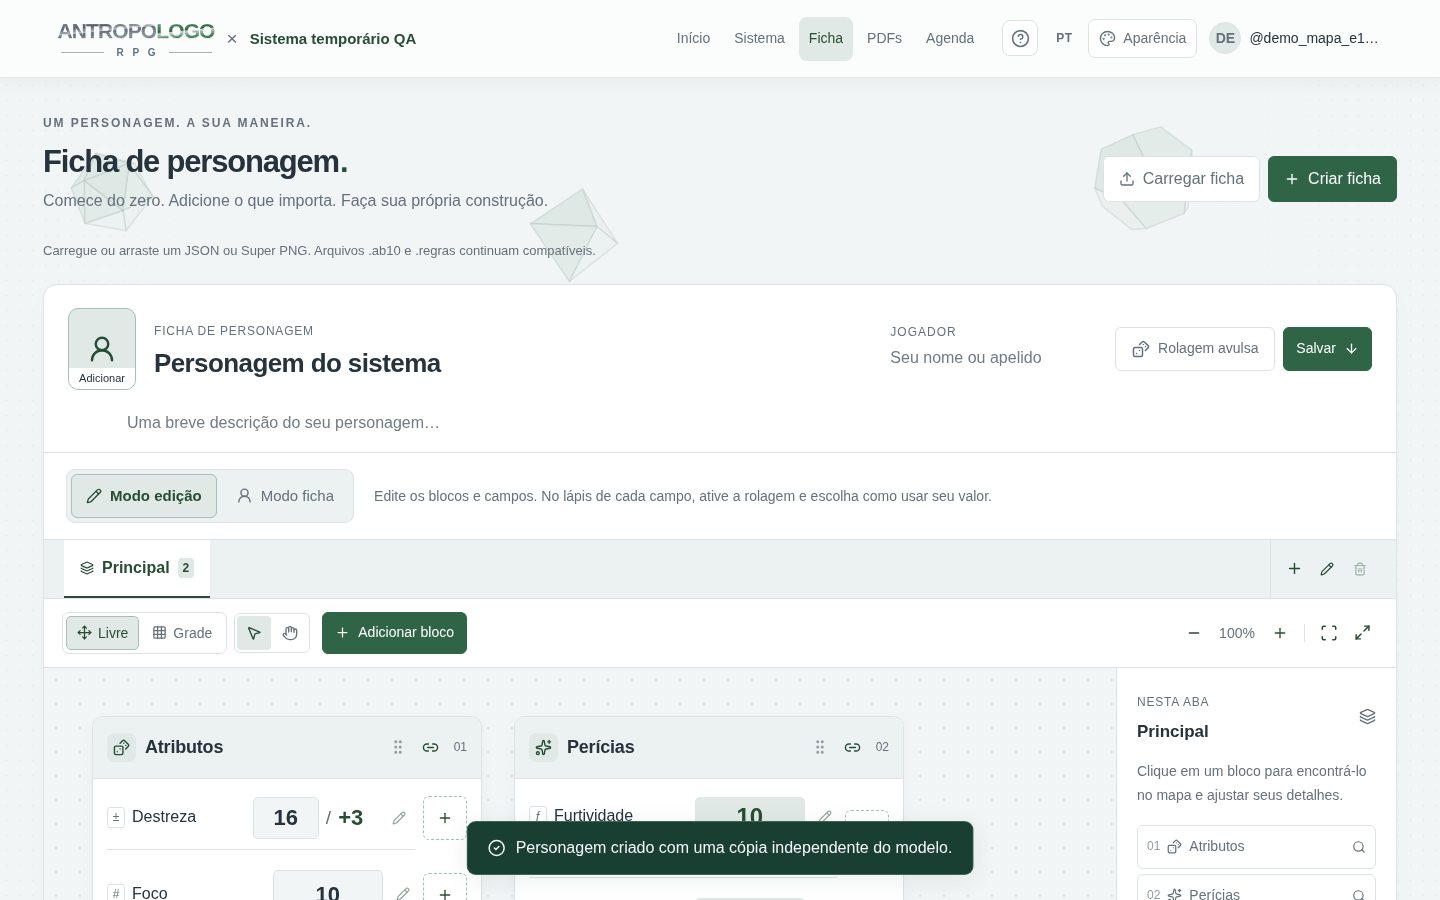 ANTROPOLOGO
RPG
× Sistema temporário QA
Início Sistema Ficha PDFs Agenda
PT Aparência DE @demo_mapa_e1…
UM PERSONAGEM. A SUA MANEIRA.
Ficha de personagem.
Comece do zero. Adicione o que importa. Faça sua própria construção.
Carregar ficha + Criar ficha
Carregue ou arraste um JSON ou Super PNG. Arquivos .ab10 e .regras continuam compatíveis.
Adicionar
FICHA DE PERSONAGEM
Personagem do sistema
JOGADOR
Seu nome ou apelido
Rolagem avulsa Salvar
Uma breve descrição do seu personagem…
Modo edição Modo ficha Edite os blocos e campos. No lápis de cada campo, ative a rolagem e escolha como usar seu valor.
Principal 2
Livre Grade + Adicionar bloco
− 100% +
Atributos 01
± Destreza 16 / +3 +
# Foco 10 +
Perícias 02
ƒ Furtividade 10
NESTA ABA
Principal
Clique em um bloco para encontrá-lo
no mapa e ajustar seus detalhes.
01 Atributos
02 Perícias
Personagem criado com uma cópia independente do modelo.